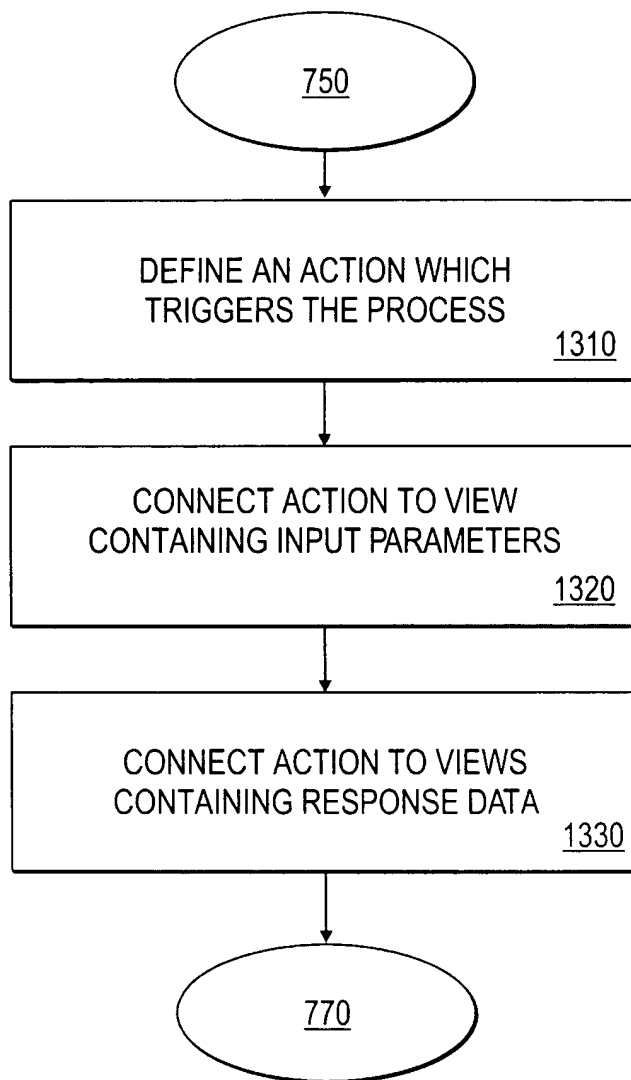 750
DEFINE AN ACTION WHICH
TRIGGERS THE PROCESS
1310
CONNECT ACTION TO VIEW
CONTAINING INPUT PARAMETERS
1320
CONNECT ACTION TO VIEWS
CONTAINING RESPONSE DATA
1330
770